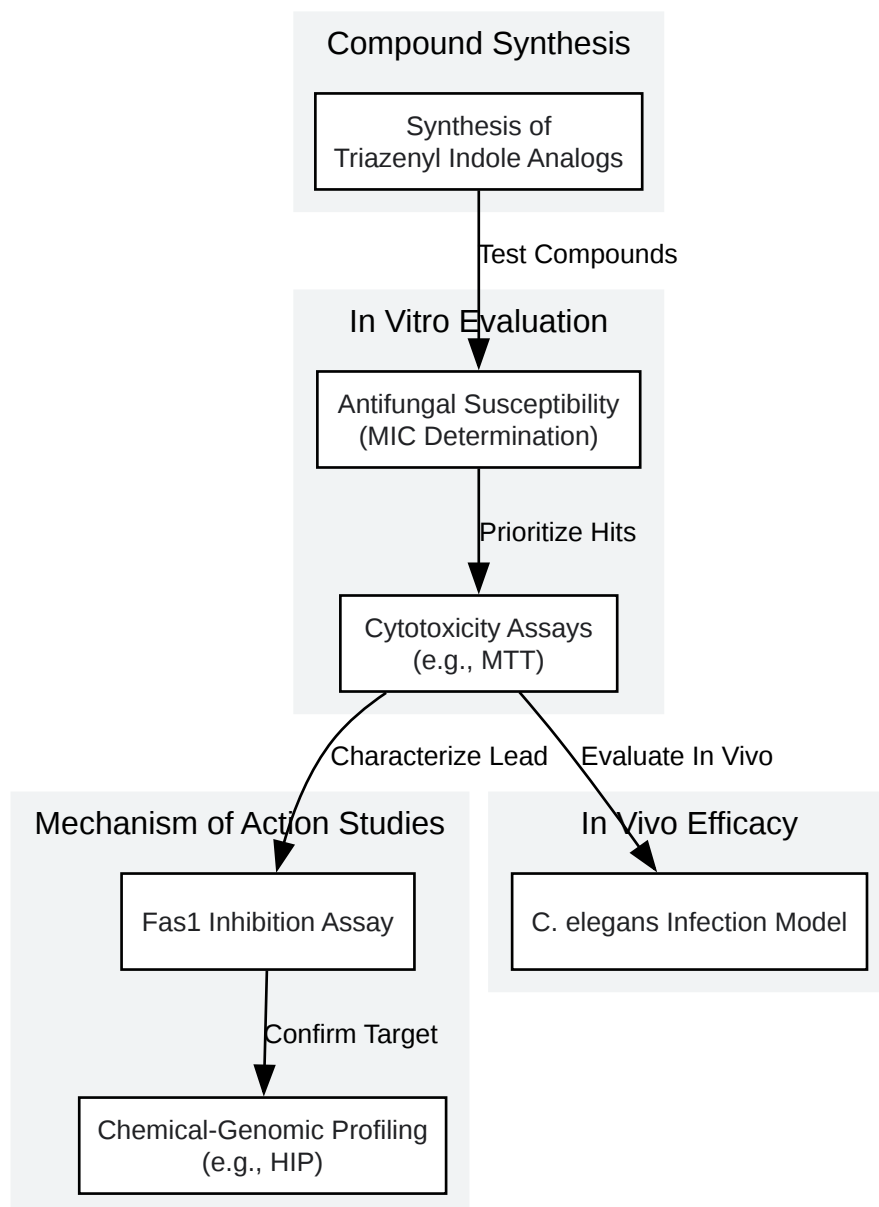 Compound Synthesis
Synthesis of
Triazenyl Indole Analogs
Test Compounds
In Vitro Evaluation
Antifungal Susceptibility
(MIC Determination)
Prioritize Hits
Cytotoxicity Assays
(e.g., MTT)
Characterize Lead
Evaluate In Vivo
Mechanism of Action Studies
In Vivo Efficacy
Fas1 Inhibition Assay
C. elegans Infection Model
Confirm Target
Chemical-Genomic Profiling
(e.g., HIP)